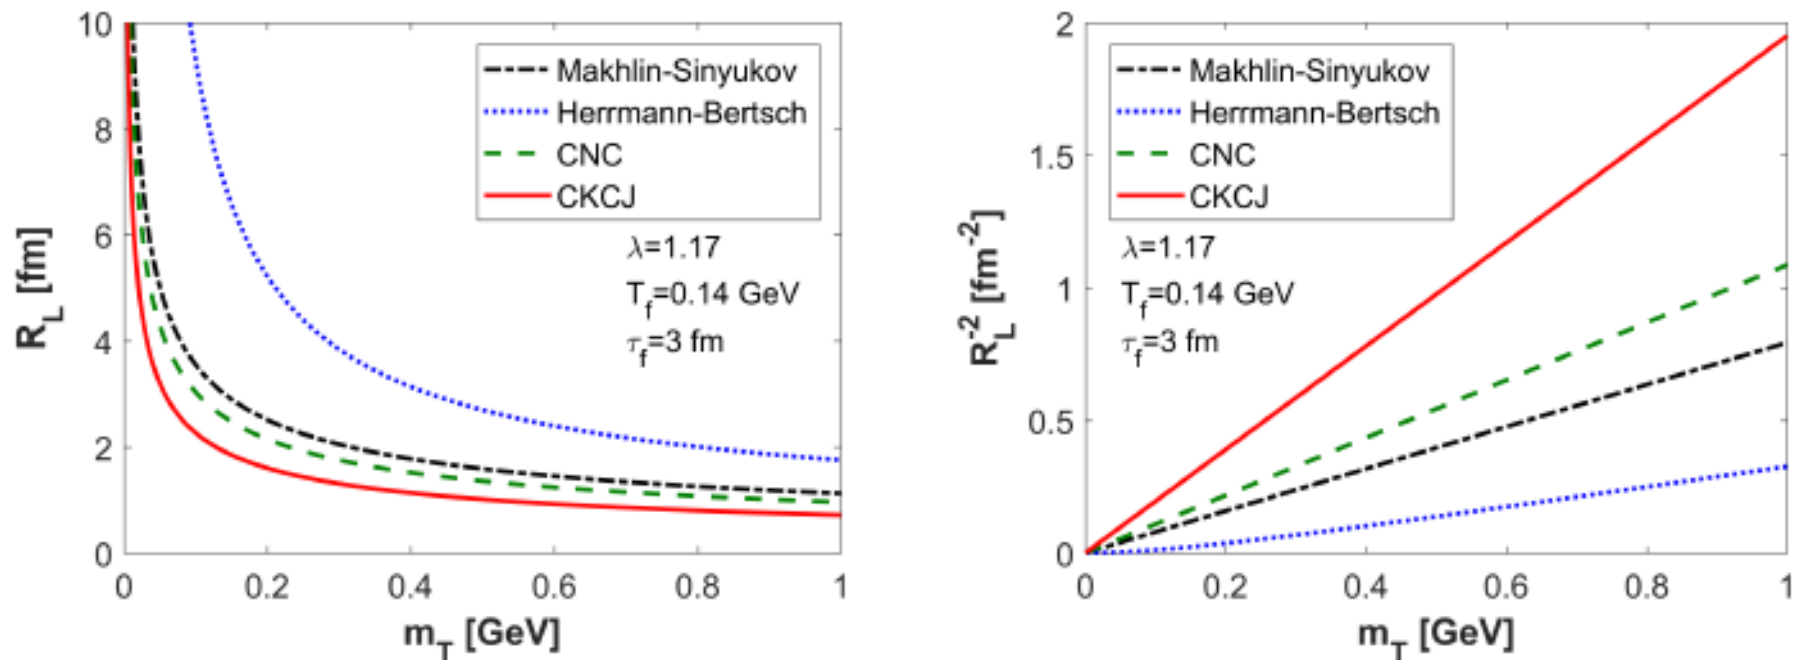 10
8
6
4
2
0
R_L [fm]
0
0.2
0.4
0.6
0.8
1
m_T [GeV]
Makhlin-Sinyukov
Herrmann-Bertsch
CNC
CKCJ
λ=1.17
T_f=0.14 GeV
τ_f=3 fm
2
1.5
1
0.5
0
R_L^-2 [fm^-2]
0
0.2
0.4
0.6
0.8
1
m_T [GeV]
Makhlin-Sinyukov
Herrmann-Bertsch
CNC
CKCJ
λ=1.17
T_f=0.14 GeV
τ_f=3 fm